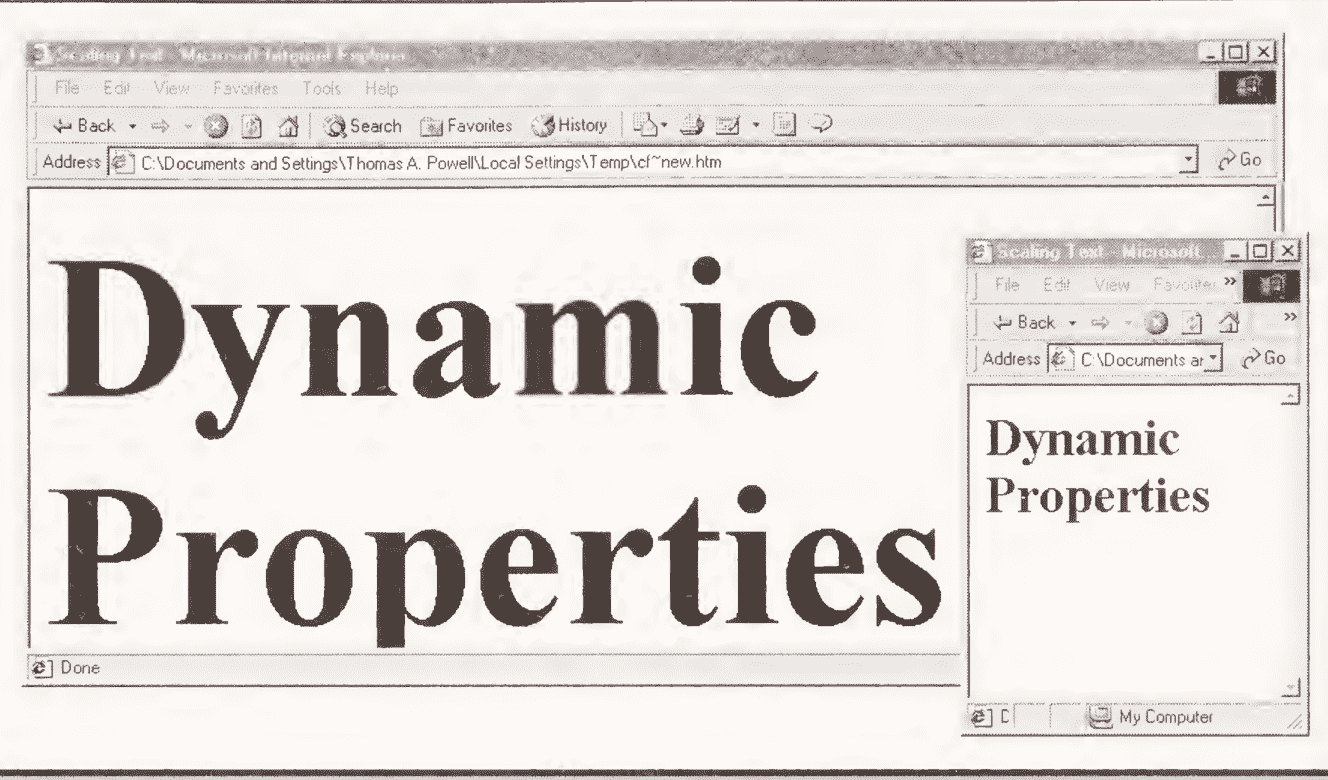 Scaling Text - Microsoft Internet Explorer
File Edit View Favorites Tools Help
Back Search Favorites History
Address C:\Documents and Settings\Thomas A. Powell\Local Settings\Temp\cf~new.htm Go
Dynamic
Properties
Done
Scaling Text - Microsoft
File Edit View Favorites »
Back »
Address C:\Documents ar Go
Dynamic
Properties
D
My Computer